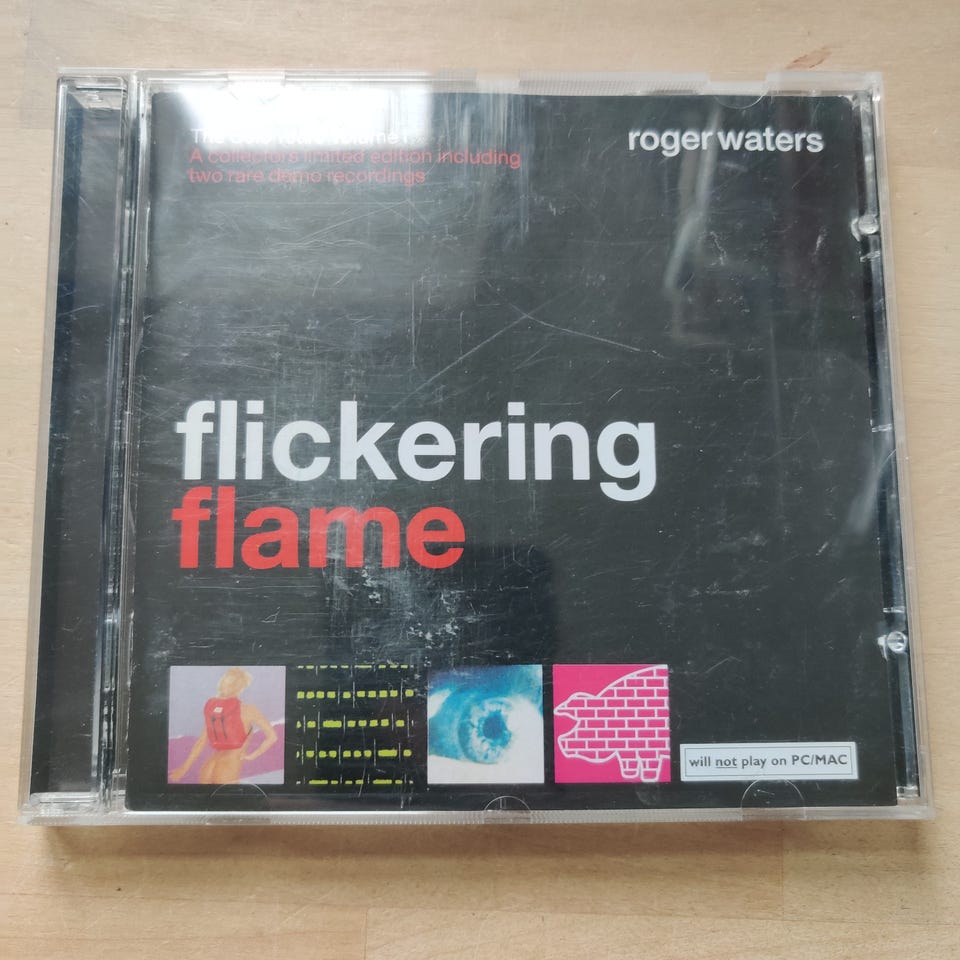 A collectors limited edition including
two rare demo recordings
roger waters
flickering
flame
will not play on PC/MAC